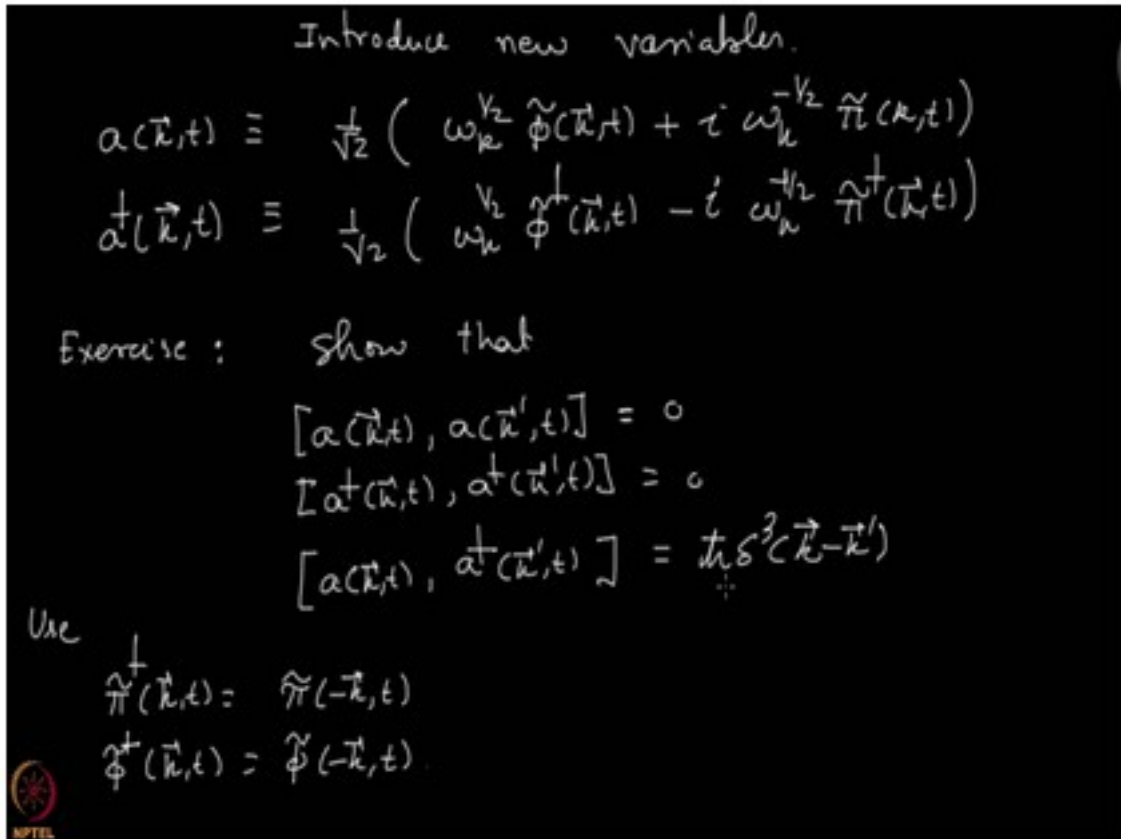 Introduce new variables.
a(k⃗,t) ≡ 1/√2 ( ω_k^{1/2} φ̃(k⃗,t) + i ω_k^{-1/2} π̃(k,t) )
a†(k⃗,t) ≡ 1/√2 ( ω_k^{1/2} φ̃†(k⃗,t) - i ω_k^{-1/2} π̃†(k⃗,t) )
Exercise : Show that
[a(k⃗,t) , a(k⃗',t)] = 0
[a†(k⃗,t) , a†(k⃗',t)] = 0
[a(k⃗,t) , a†(k⃗',t) ] = ħδ³(k⃗-k⃗')
Use
π̃†(k⃗,t) = π̃(-k⃗,t)
φ̃†(k⃗,t) = φ̃(-k⃗,t).
NPTEL